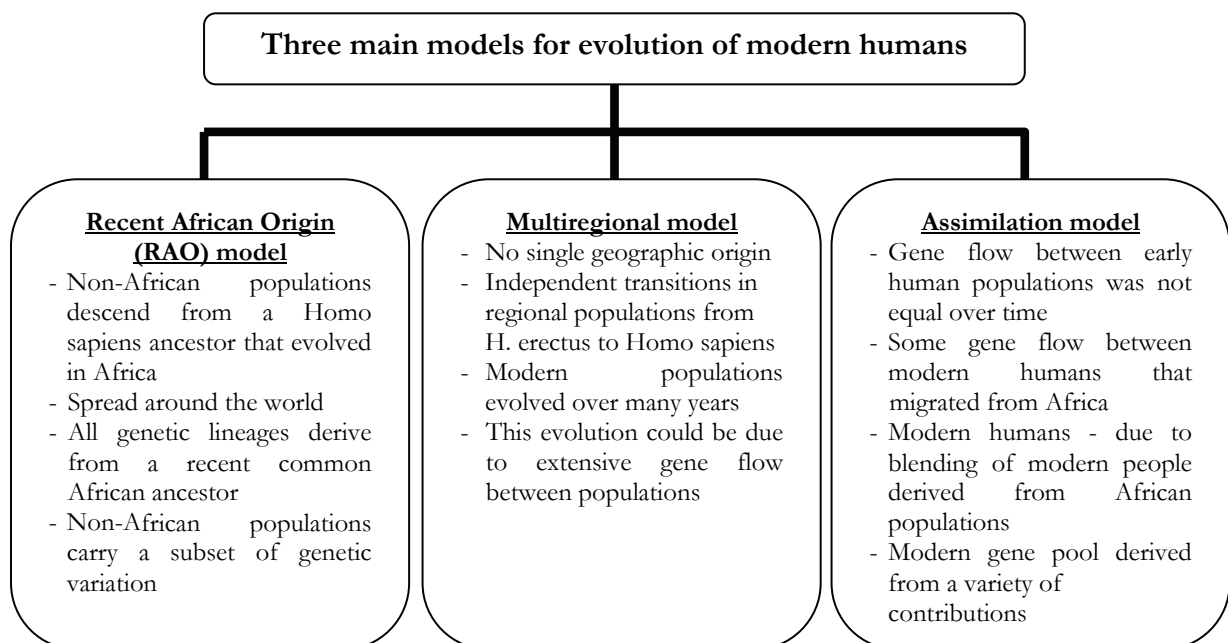 Three main models for evolution of modern humans
Recent African Origin
(RAO) model
- Non-African populations
descend from a Homo
sapiens ancestor that evolved
in Africa
- Spread around the world
- All genetic lineages derive
from a recent common
African ancestor
- Non-African populations
carry a subset of genetic
variation
Multiregional model
- No single geographic origin
- Independent transitions in
regional populations from
H. erectus to Homo sapiens
- Modern populations
evolved over many years
- This evolution could be due
to extensive gene flow
between populations
Assimilation model
- Gene flow between early
human populations was not
equal over time
- Some gene flow between
modern humans that
migrated from Africa
- Modern humans - due to
blending of modern people
derived from African
populations
- Modern gene pool derived
from a variety of
contributions